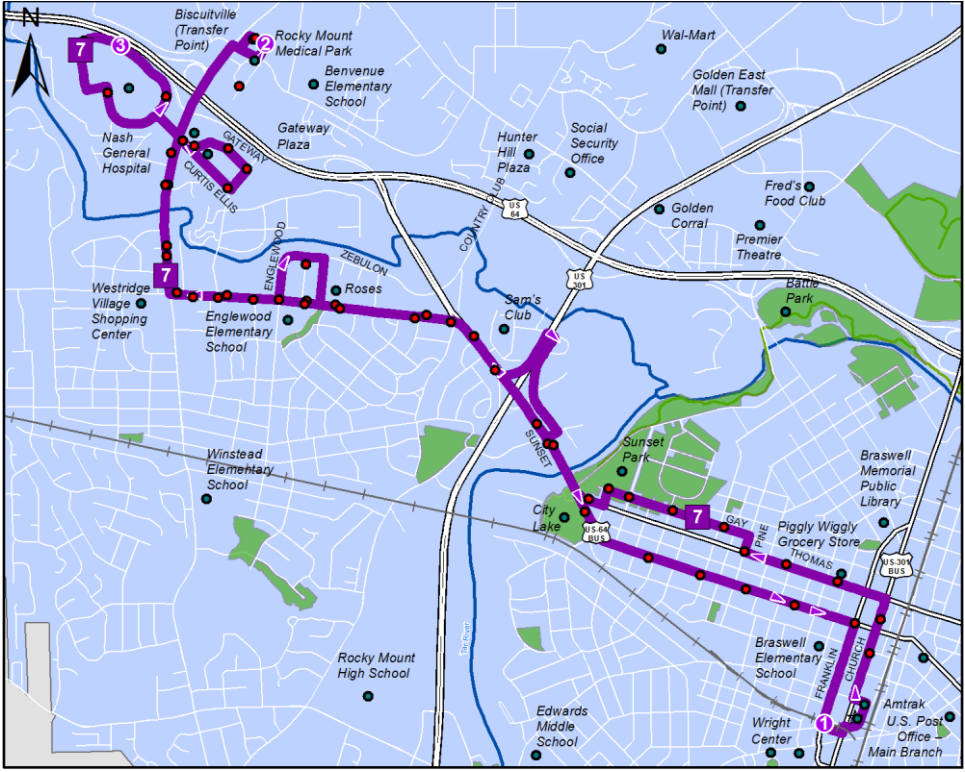 N
7
3
Biscuitville
(Transfer
Point)
2
Rocky Mount
Medical Park
Benvenue
Elementary
School
Wal-Mart
Golden East
Mall (Transfer
Point)
Nash
General
Hospital
GATEWAY
Gateway
Plaza
CURTIS ELLIS
Hunter
Hill
Plaza
Social
Security
Office
COUNTRY CLUB
US
64
Fred's
Food Club
Golden
Corral
Premier
Theatre
7
Westridge
Village
Shopping
Center
ENGLEWOOD
ZEBULON
Roses
Englewood
Elementary
School
Sam's
Club
US
301
Battle
Park
SUNSET
Winstead
Elementary
School
Sunset
Park
Braswell
Memorial
Public
Library
City
Lake
US-64
BUS
7
GAY
PINE
Piggly Wiggly
Grocery Store
THOMAS
US-301
BUS
Tar River
Rocky Mount
High School
Braswell
Elementary
School
FRANKLIN
CHURCH
1
Edwards
Middle
School
Wright
Center
Amtrak
U.S. Post
Office –
Main Branch